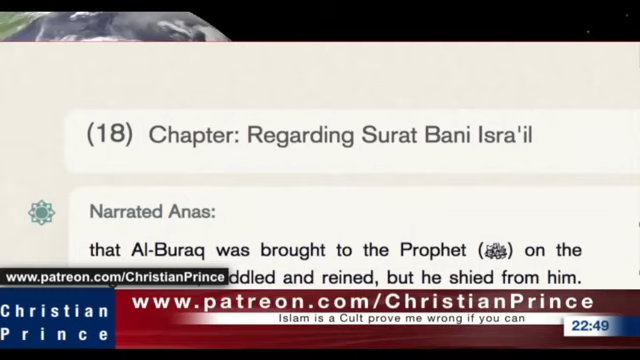 (18) Chapter: Regarding Surat Bani Isra'il
Narrated Anas:
that Al-Buraq was brought to the Prophet (ﷺ) on the
ddled and reined, but he shied from him.
www.patreon.com/ChristianPrince
www.patreon.com/ChristianPrince
Christian
Prince
Islam is a Cult prove me wrong if you can
22:49